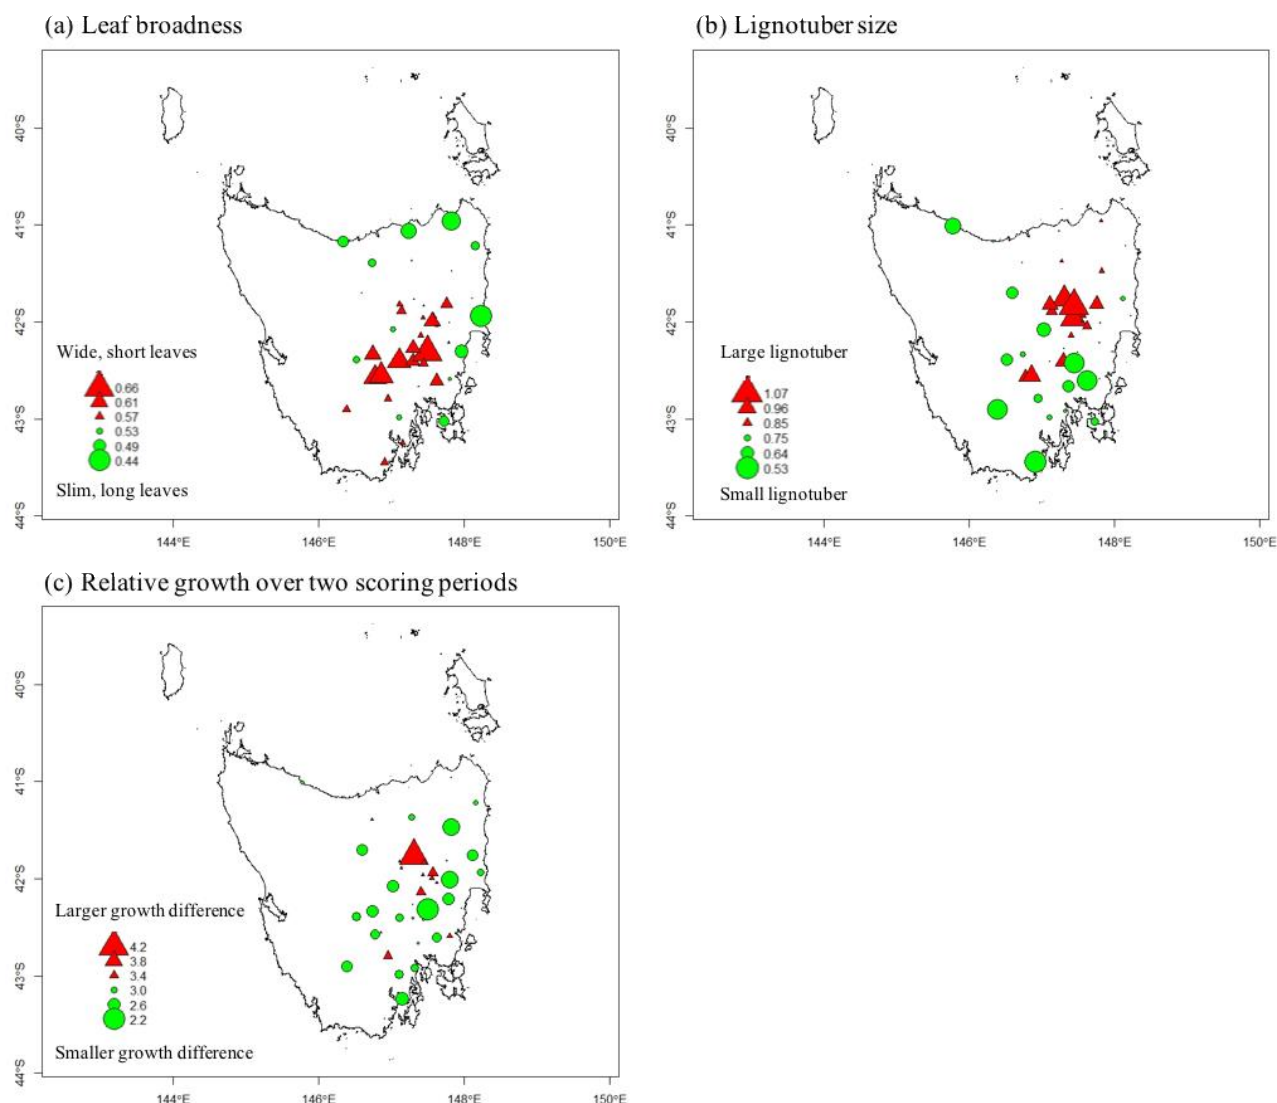 (a) Leaf broadness
40°S
41°S
42°S
43°S
44°S
Wide, short leaves
0.66
0.61
0.57
0.53
0.49
0.44
Slim, long leaves
144°E 146°E 148°E 150°E
(b) Lignotuber size
40°S
41°S
42°S
43°S
44°S
Large lignotuber
1.07
0.96
0.85
0.75
0.64
0.53
Small lignotuber
144°E 146°E 148°E 150°E
(c) Relative growth over two scoring periods
40°S
41°S
42°S
43°S
44°S
Larger growth difference
4.2
3.8
3.4
3.0
2.6
2.2
Smaller growth difference
144°E 146°E 148°E 150°E